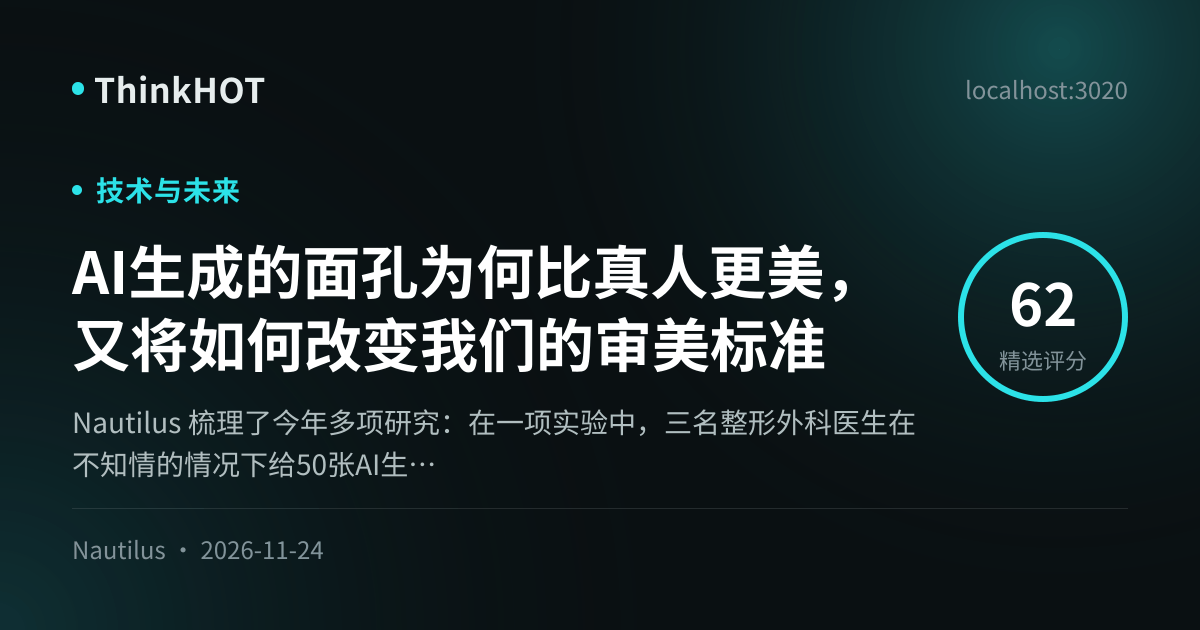 ThinkHOT
localhost:3020
技术与未来
AI生成的面孔为何比真人更美，
又将如何改变我们的审美标准
62
精选评分
Nautilus 梳理了今年多项研究：在一项实验中，三名整形外科医生在
不知情的情况下给50张AI生…
Nautilus · 2026-11-24